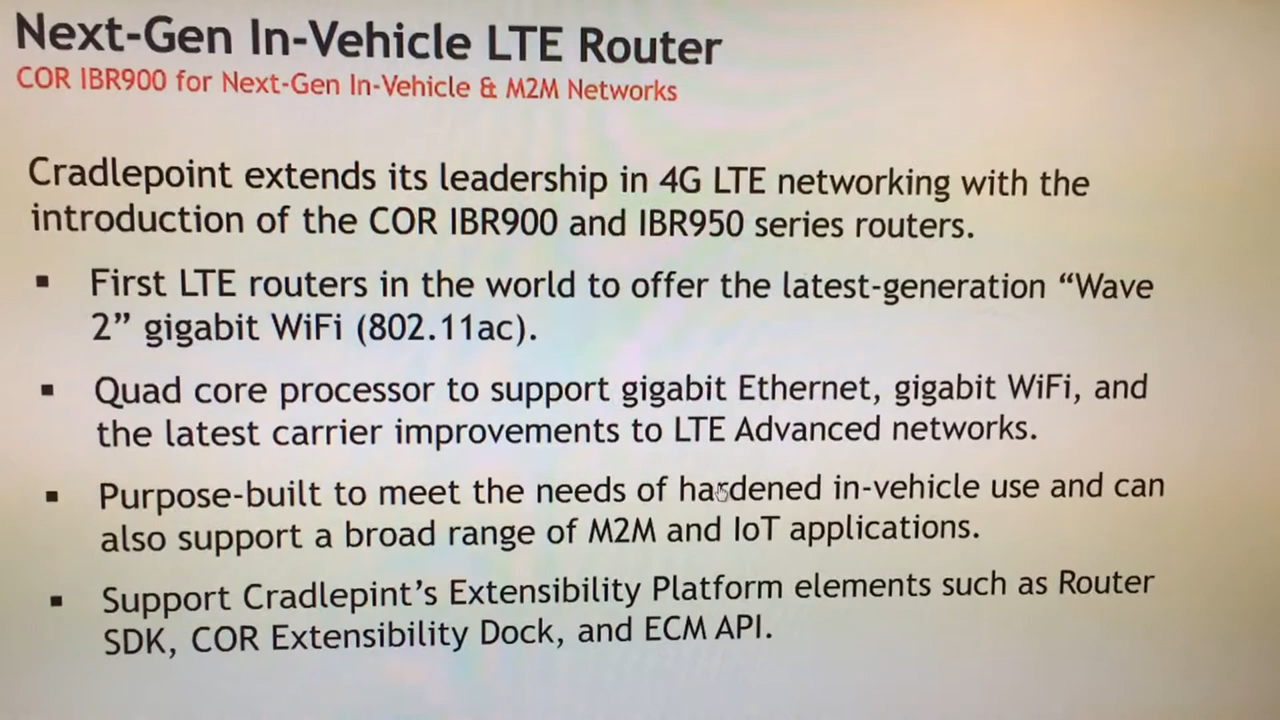 Next-Gen In-Vehicle LTE Router
COR IBR900 for Next-Gen In-Vehicle & M2M Networks
Cradlepoint extends its leadership in 4G LTE networking with the
introduction of the COR IBR900 and IBR950 series routers.
▪ First LTE routers in the world to offer the latest-generation “Wave
2” gigabit WiFi (802.11ac).
▪ Quad core processor to support gigabit Ethernet, gigabit WiFi, and
the latest carrier improvements to LTE Advanced networks.
▪ Purpose-built to meet the needs of hardened in-vehicle use and can
also support a broad range of M2M and IoT applications.
▪ Support Cradlepint’s Extensibility Platform elements such as Router
SDK, COR Extensibility Dock, and ECM API.